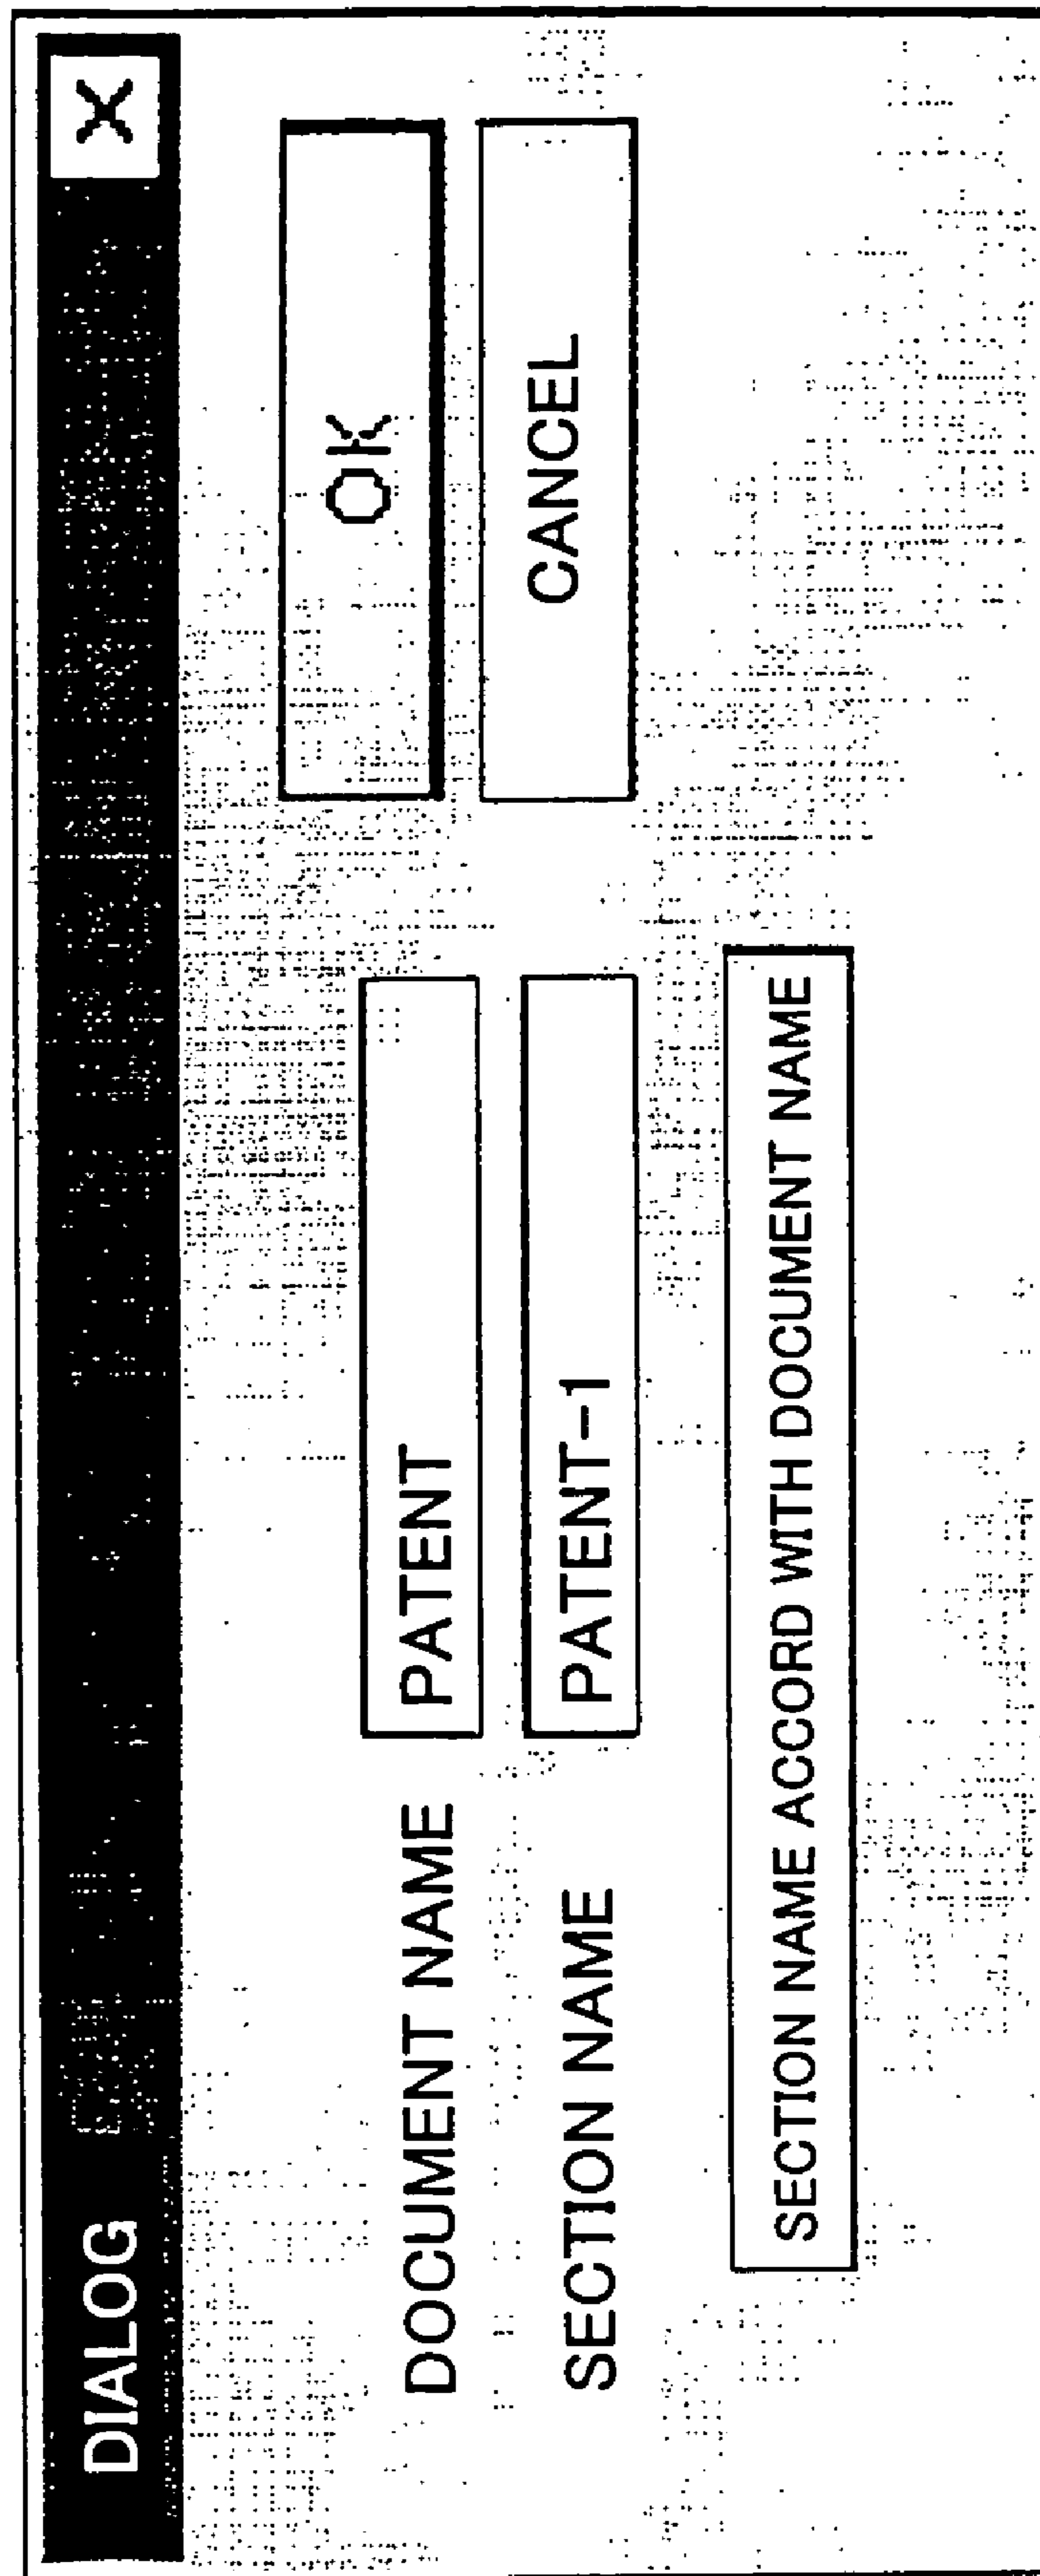 DIALOG X
OK
DOCUMENT NAME PATENT
CANCEL
SECTION NAME PATENT-1
SECTION NAME ACCORD WITH DOCUMENT NAME